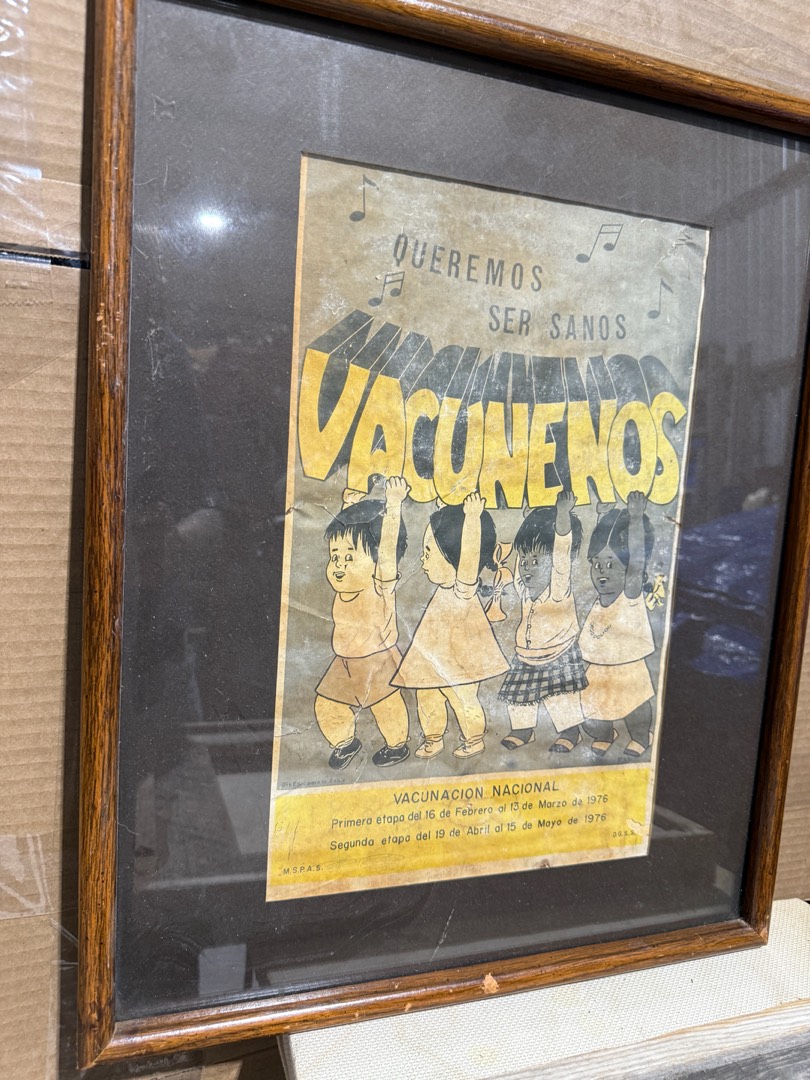 QUEREMOS
SER SANOS
VACUNENOS
VACUNACION NACIONAL
Primera etapa del 16 de Febrero al 13 de Marzo de 1976
Segunda etapa del 19 de Abril al 15 de Mayo de 1976
M.S.P.A.S.